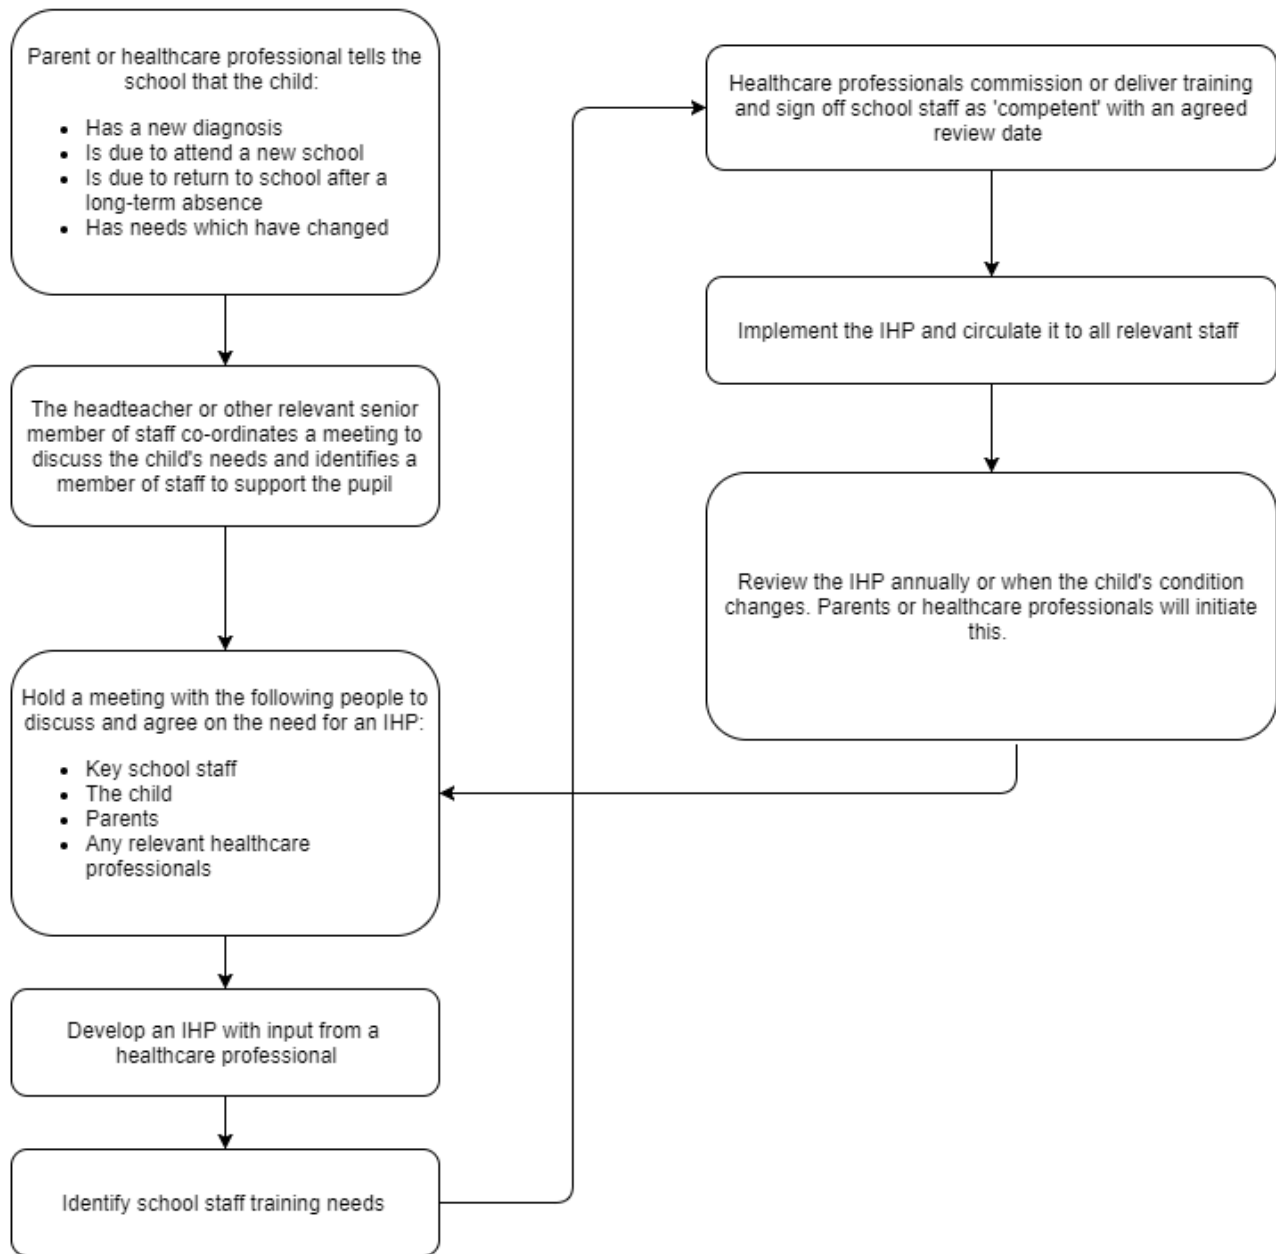 Parent or healthcare professional tells the
school that the child:
• Has a new diagnosis
• Is due to attend a new school
• Is due to return to school after a
long-term absence
• Has needs which have changed
The headteacher or other relevant senior
member of staff co-ordinates a meeting to
discuss the child's needs and identifies a
member of staff to support the pupil
Hold a meeting with the following people to
discuss and agree on the need for an IHP:
• Key school staff
• The child
• Parents
• Any relevant healthcare
professionals
Develop an IHP with input from a
healthcare professional
Identify school staff training needs
Healthcare professionals commission or deliver training
and sign off school staff as 'competent' with an agreed
review date
Implement the IHP and circulate it to all relevant staff
Review the IHP annually or when the child's condition
changes. Parents or healthcare professionals will initiate
this.